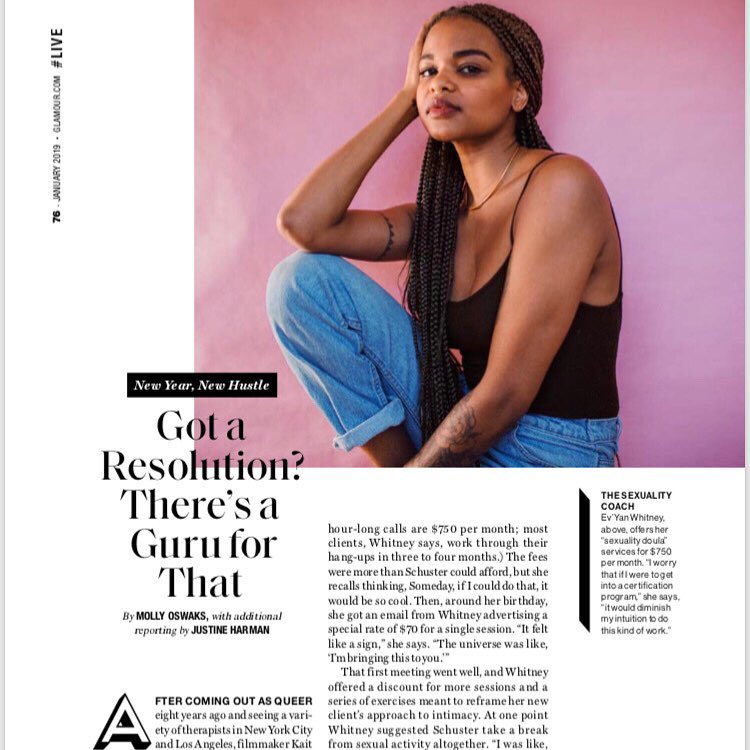 76 · JANUARY 2019 · GLAMOUR.COM #LIVE
New Year, New Hustle
Got a
Resolution?
There’s a
Guru for
That
By MOLLY OSWAKS, with additional
reporting by JUSTINE HARMAN
AFTER COMING OUT AS QUEER
eight years ago and seeing a vari-
ety of therapists in New York City
and Los Angeles, filmmaker Kait
hour-long calls are $750 per month; most
clients, Whitney says, work through their
hang-ups in three to four months.) The fees
were more than Schuster could afford, but she
recalls thinking, Someday, if I could do that, it
would be so cool. Then, around her birthday,
she got an email from Whitney advertising a
special rate of $70 for a single session. “It felt
like a sign,” she says. “The universe was like,
‘I’m bringing this to you.’”
That first meeting went well, and Whitney
offered a discount for more sessions and a
series of exercises meant to reframe her new
client’s approach to intimacy. At one point
Whitney suggested Schuster take a break
from sexual activity altogether. “I was like,
THE SEXUALITY
COACH
Ev’Yan Whitney,
above, offers her
“sexuality doula”
services for $750
per month. “I worry
that if I were to get
into a certification
program,” she says,
“it would diminish
my intuition to do
this kind of work.”